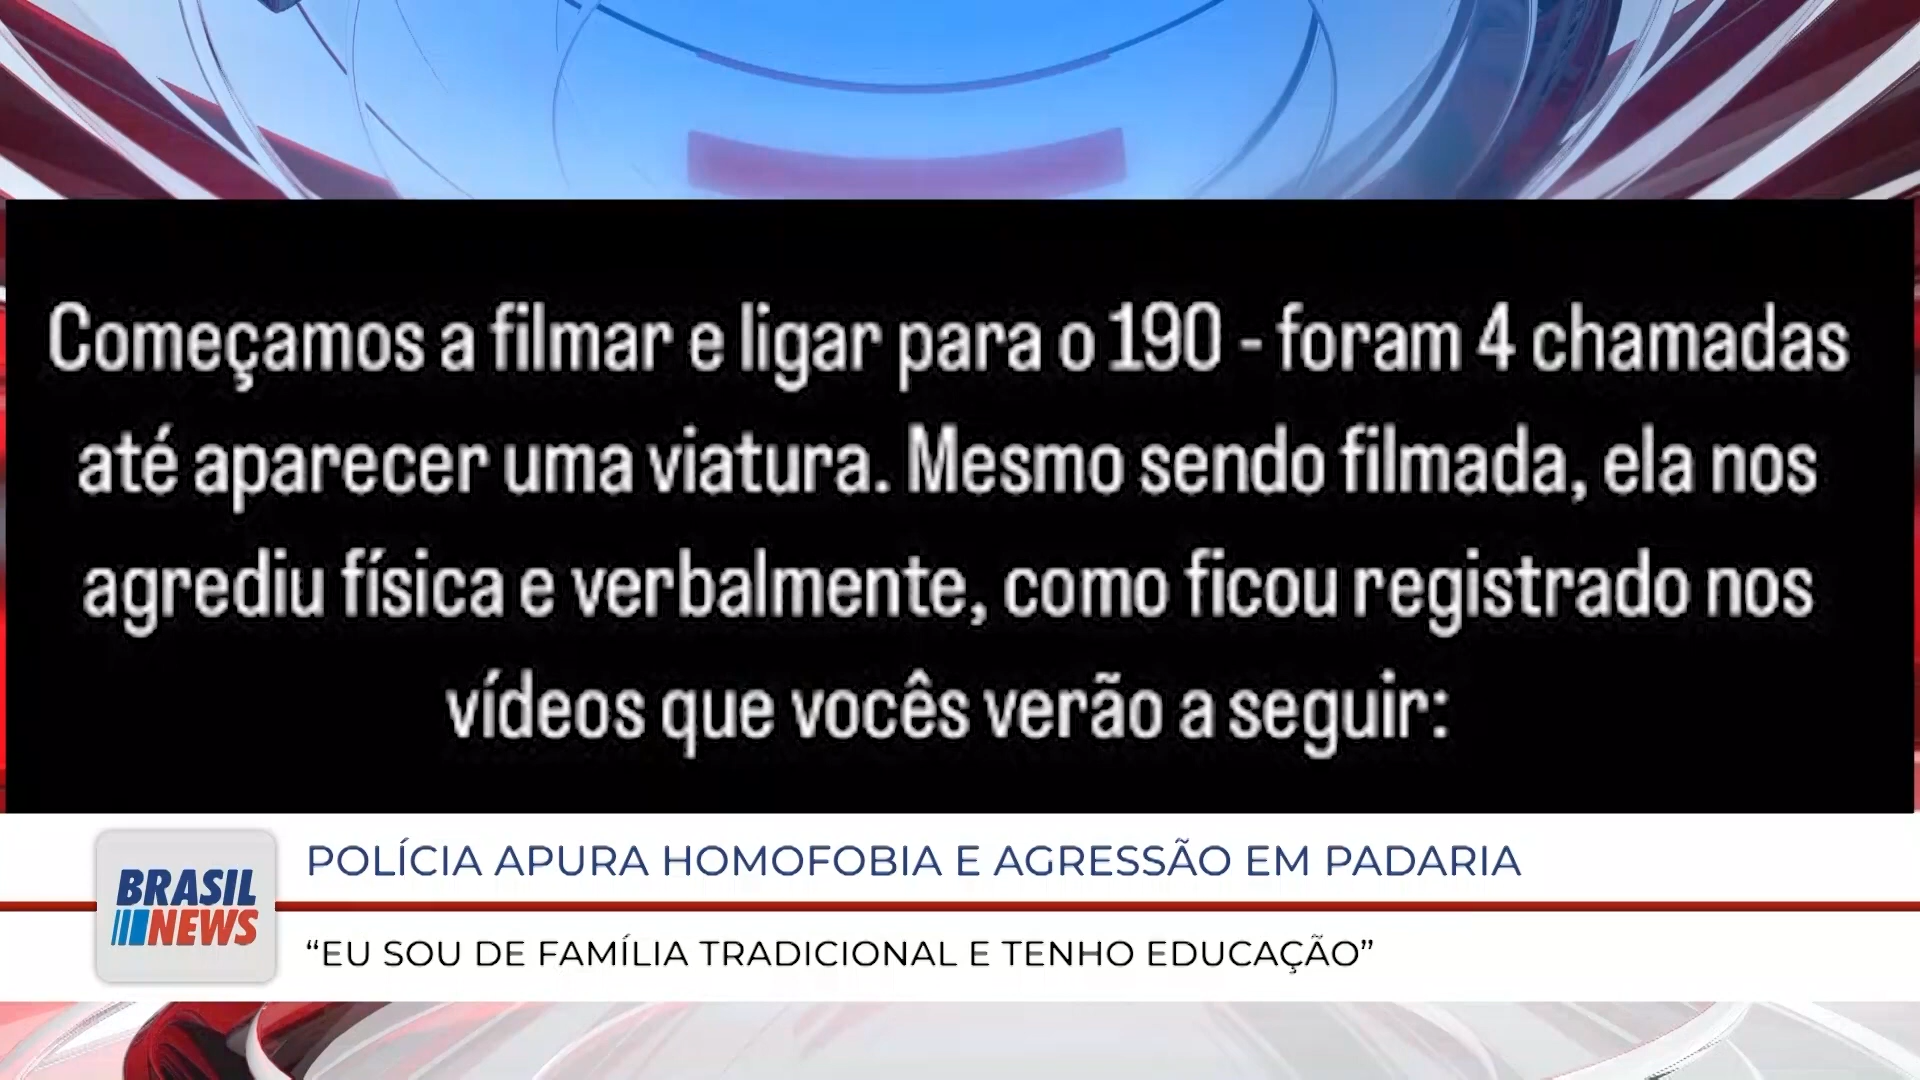 Começamos a filmar e ligar para o 190 - foram 4 chamadas
até aparecer uma viatura. Mesmo sendo filmada, ela nos
agrediu física e verbalmente, como ficou registrado nos
vídeos que vocês verão a seguir:
POLÍCIA APURA HOMOFOBIA E AGRESSÃO EM PADARIA
BRASIL
NEWS
“EU SOU DE FAMÍLIA TRADICIONAL E TENHO EDUCAÇÃO”